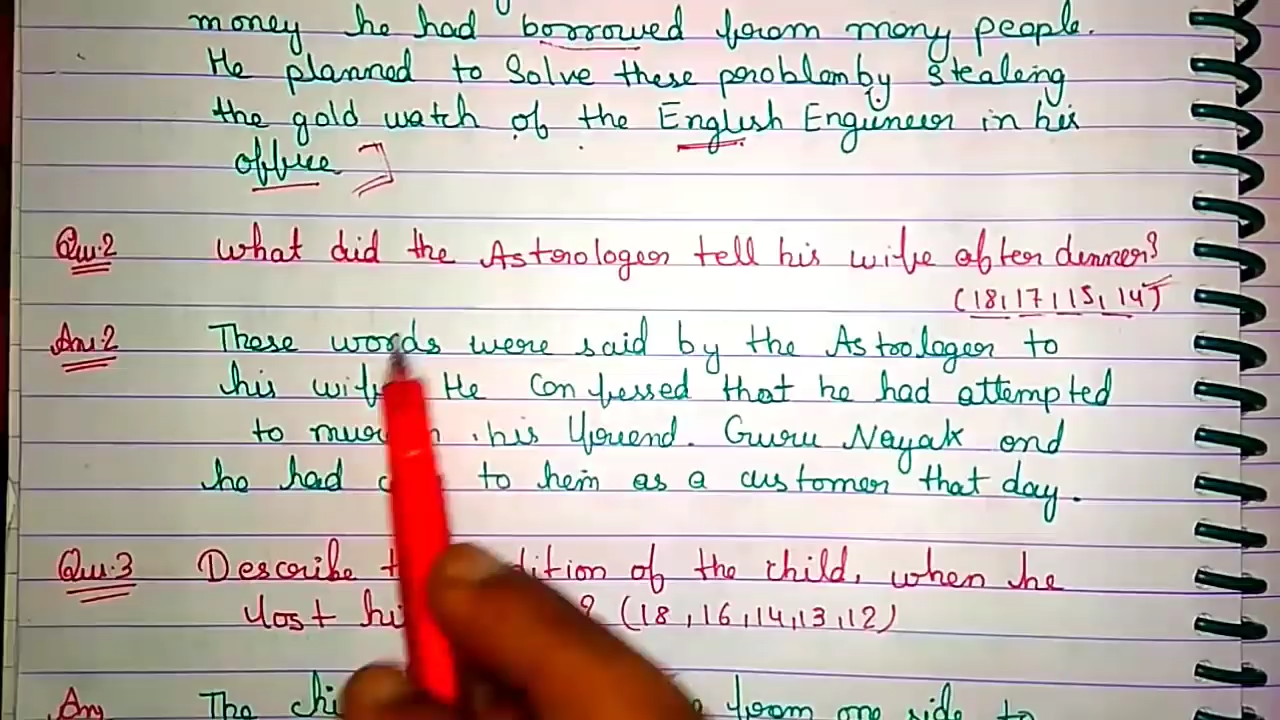 money he had borrowed from many people.
He planned to Solve these problem by stealing
the gold watch of the English Engineer in his
office
Qu.2 What did the Astrologer tell his wife after dinner?
(18, 17, 15, 14)
Ans.2 These words were said by the Astrologer to
his wife He Confessed that he had attempted
to his friend. Guru Nayak and
he had to him as a customer that day.
Qu.3 Describe of the child, when he
lost ? (18, 16, 14, 13, 12)
Ans The from one side to